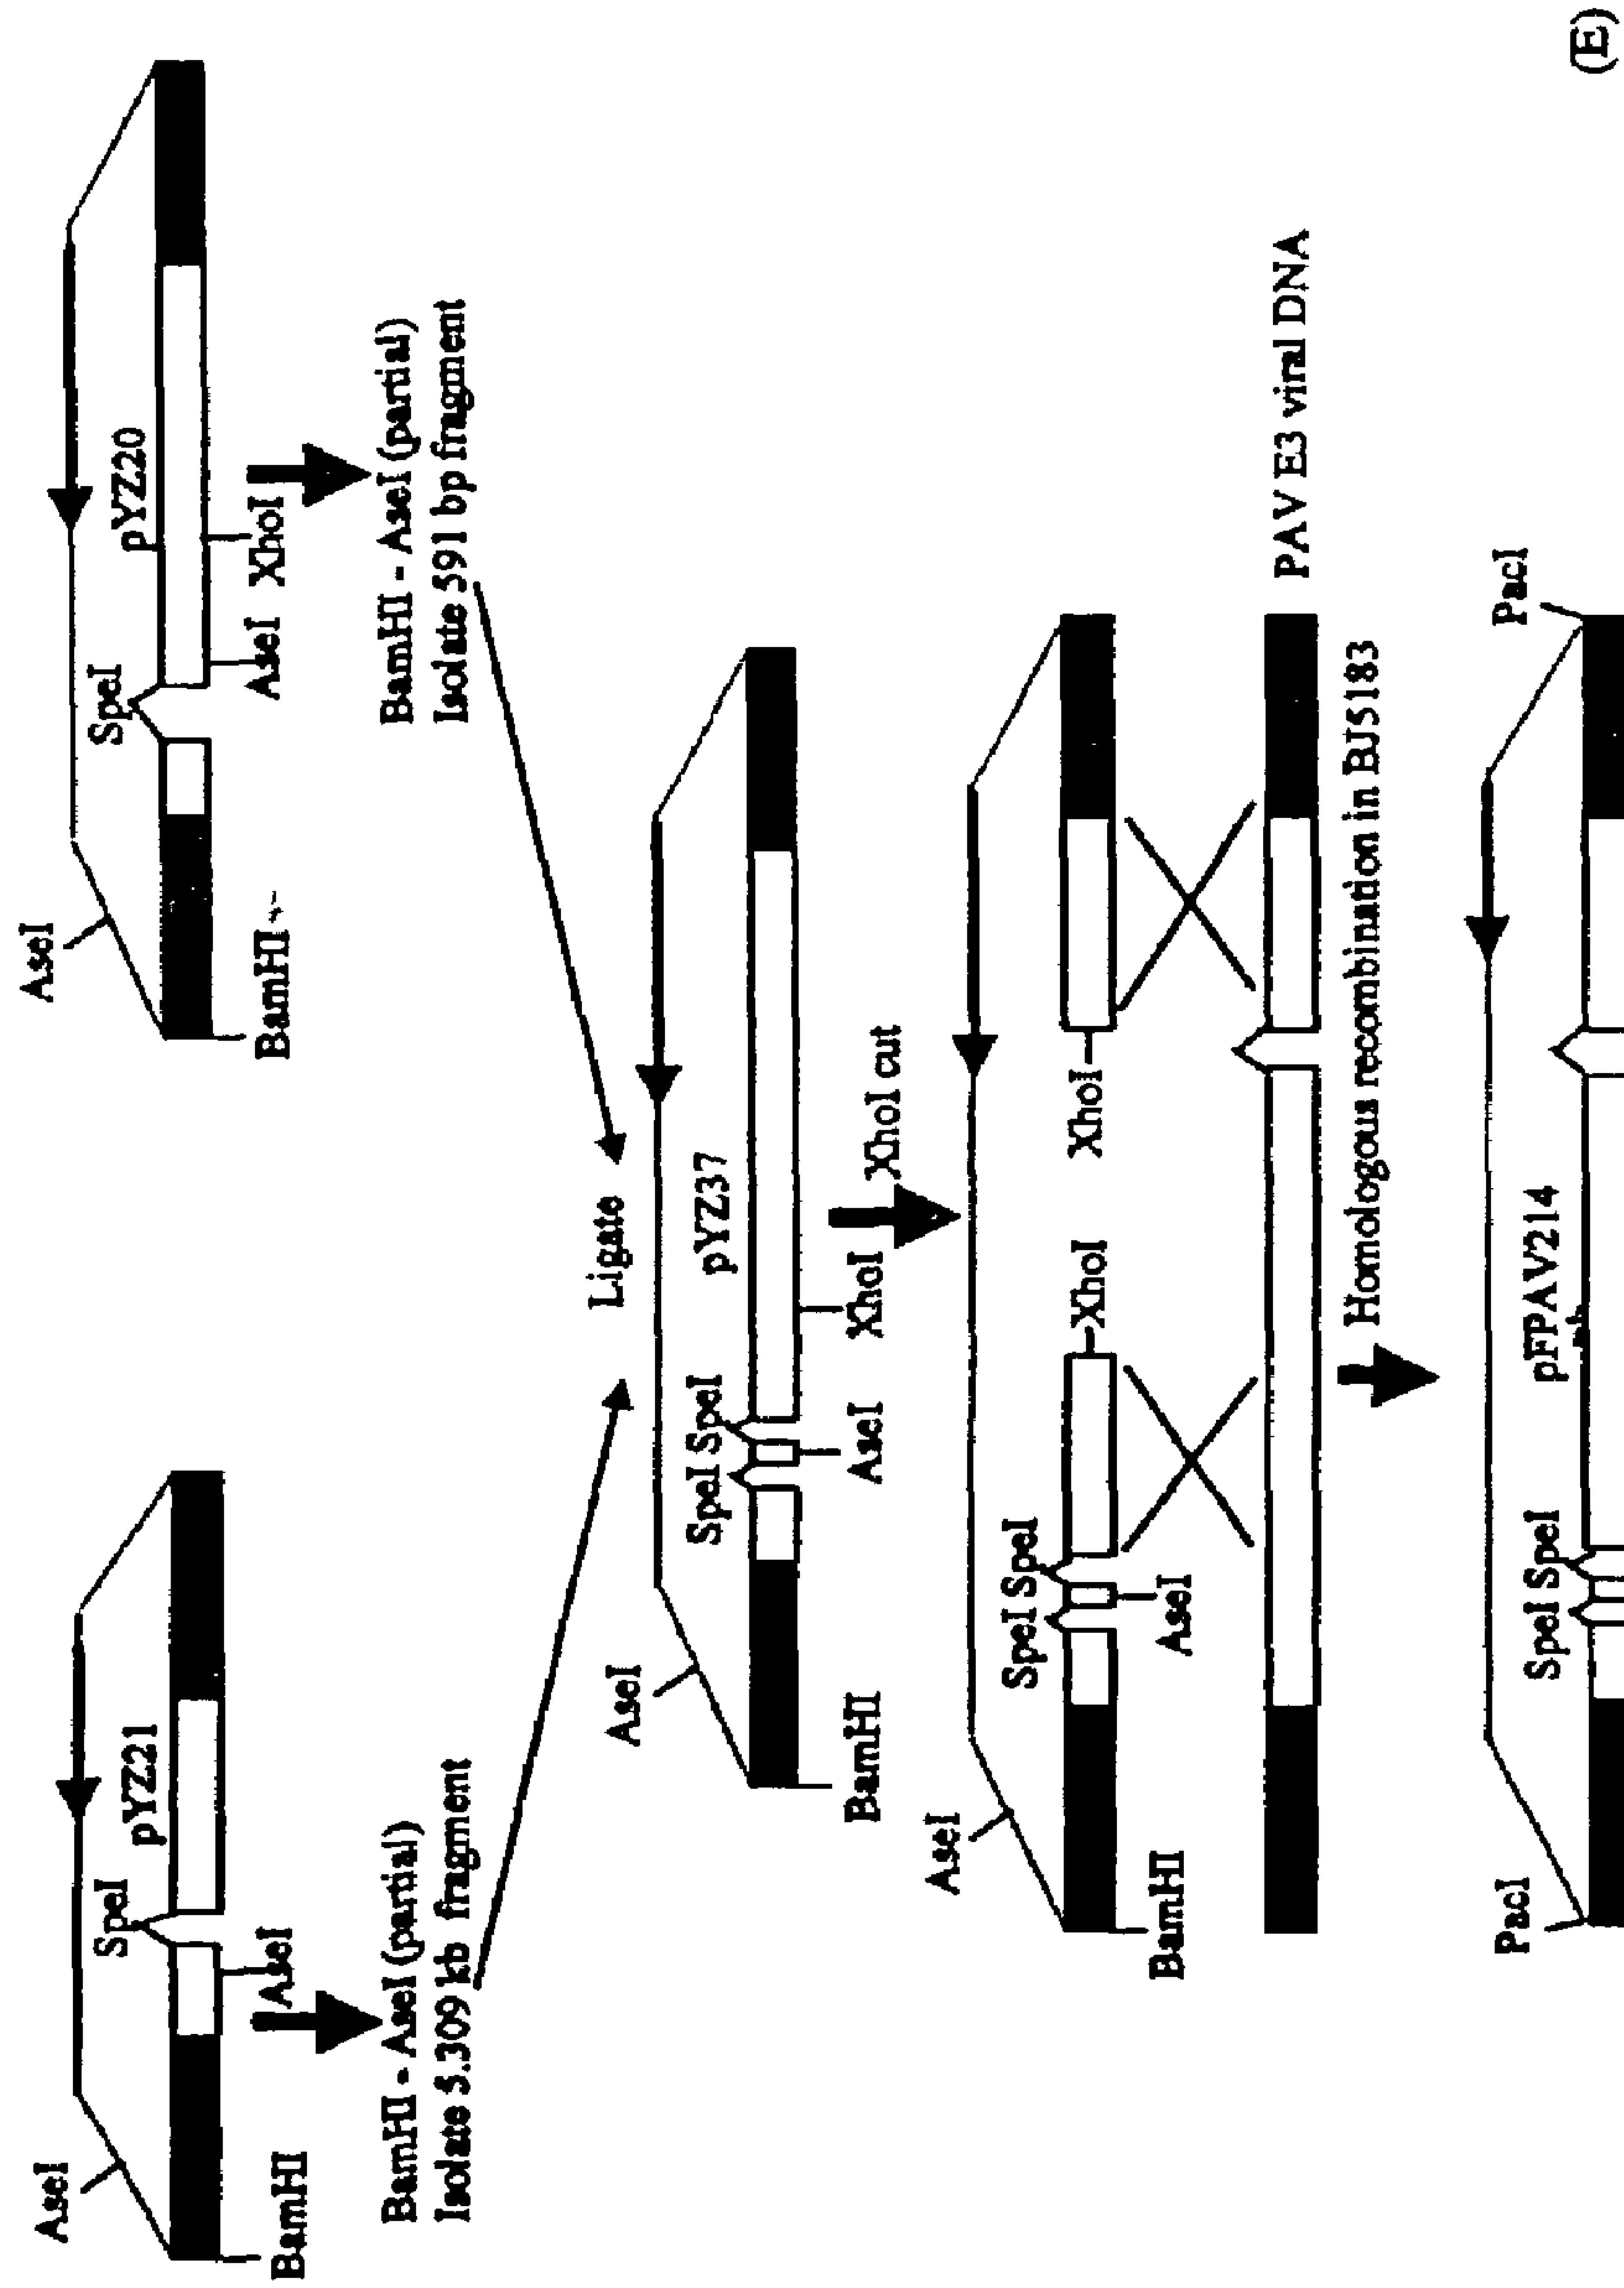 AseI
SpeI
pYZ21
BamHI
AseI
BamHI - AseI (partial)
Isolate 5.309 kb fragment
AseI
SpeI
pYZ20
BamHI
AseI
XhoI
BamHI - AseI (partial)
Isolate 591 bp fragment
Ligate
AseI
SpeI SpeI
pYZ37
BamHI
AseI
XhoI
XhoI cut
AseI
SpeI SpeI
XhoI
XhoI
BamHI
AseI
PAV E3 viral DNA
Homologous recombination in BJ5183
PacI
SpeI SpeI
pFPAV214
PacI
(E)